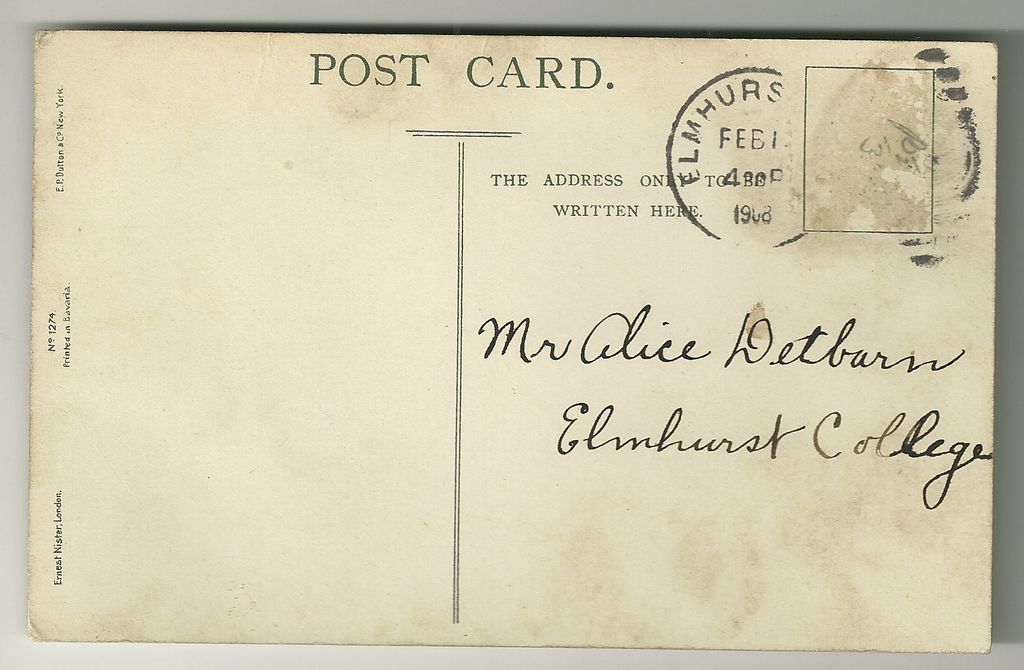 POST CARD.
THE ADDRESS ONLY TO BE
WRITTEN HERE.
ELMHURS
FEB 1
4 30 P
1908
Mr Alice Detbarn
Elmhurst College
E.P. Dutton & Co. New York.
No 1274.
Printed in Bavaria.
Ernest Nister, London.